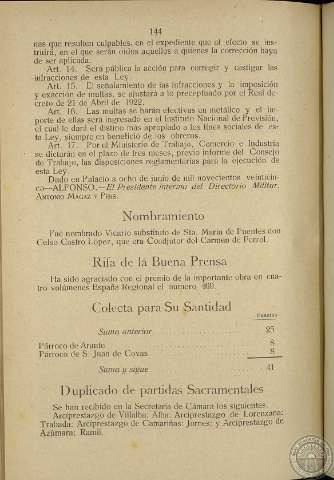 144
nas que resulten culpables, en el expediente que al efecto se ins-
truirá, en el que serán oídas aquellas a quienes la corrección haya
de ser aplicada.
Art. 14. Será pública la acción para corregir y castigar las
infracciones de esta Ley.
Art. 15. El señalamiento de las infracciones y la imposición
y exacción de multas, se ajustará a lo preceptuado por el Real de-
creto de 21 de Abril de 1922.
Art. 16. Las multas se harán efectivas en metálico y el im-
porte de ellas será ingresado en el Instituto Nacional de Previsión,
el cual le dará el destino más apropiado a los fines sociales de es-
ta Ley, siempre en beneficio de los obreros.
Art. 17. Por el Ministerio de Trabajo, Comercio e Industria
se dictarán en el plazo de tres meses, previo informe del Consejo
de Trabajo, las disposiciones reglamentarias para la ejecución de
esta Ley.
Dado en Palacio a ocho de junio de mil novecientos veintícin-
co—ALFONSO.—El Presidente interino del Directorio Militar,
ANTONIO MAGAZ Y PERS.
Nombramiento
Fué nombrado Vicario substituto de Sta. María de Fuentes don
Celso Castro López, que era Coadjutor del Carmen de Ferrol.
Rifa de la Buena Prensa
Ha sido agraciado con el premio de la importante obra en cua-
tro volúmenes España Regional el número 469.
Colecta para Su Santidad
Pesetas
Suma anterior 25
Párroco de Arante 8
Párroco de S. Juan de Covas 8
Suma y sigue 41
Duplicado de partidas Sacramentales
Se han recibido en la Secretaría de Cámara los siguientes.
Arciprestazgo de Villalba: Alba; Arciprestazgo de Lorenzana:
Trabada; Arciprestazgo de Camariñas: Jornes; y Arciprestazgo de
Azúmara: Ramil.